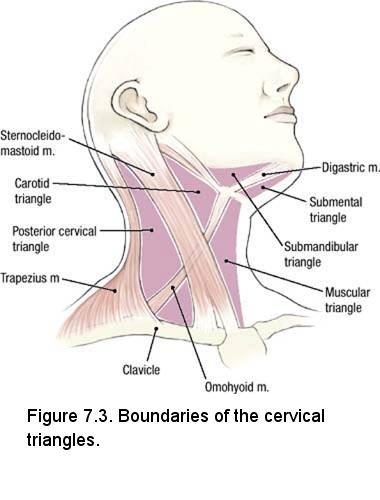 Sternocleido-
mastoid m.
Carotid
triangle
Posterior cervical
triangle
Trapezius m
Digastric m.
Submental
triangle
Submandibular
triangle
Muscular
triangle
Clavicle
Omohyoid m.
Figure 7.3. Boundaries of the cervical
triangles.